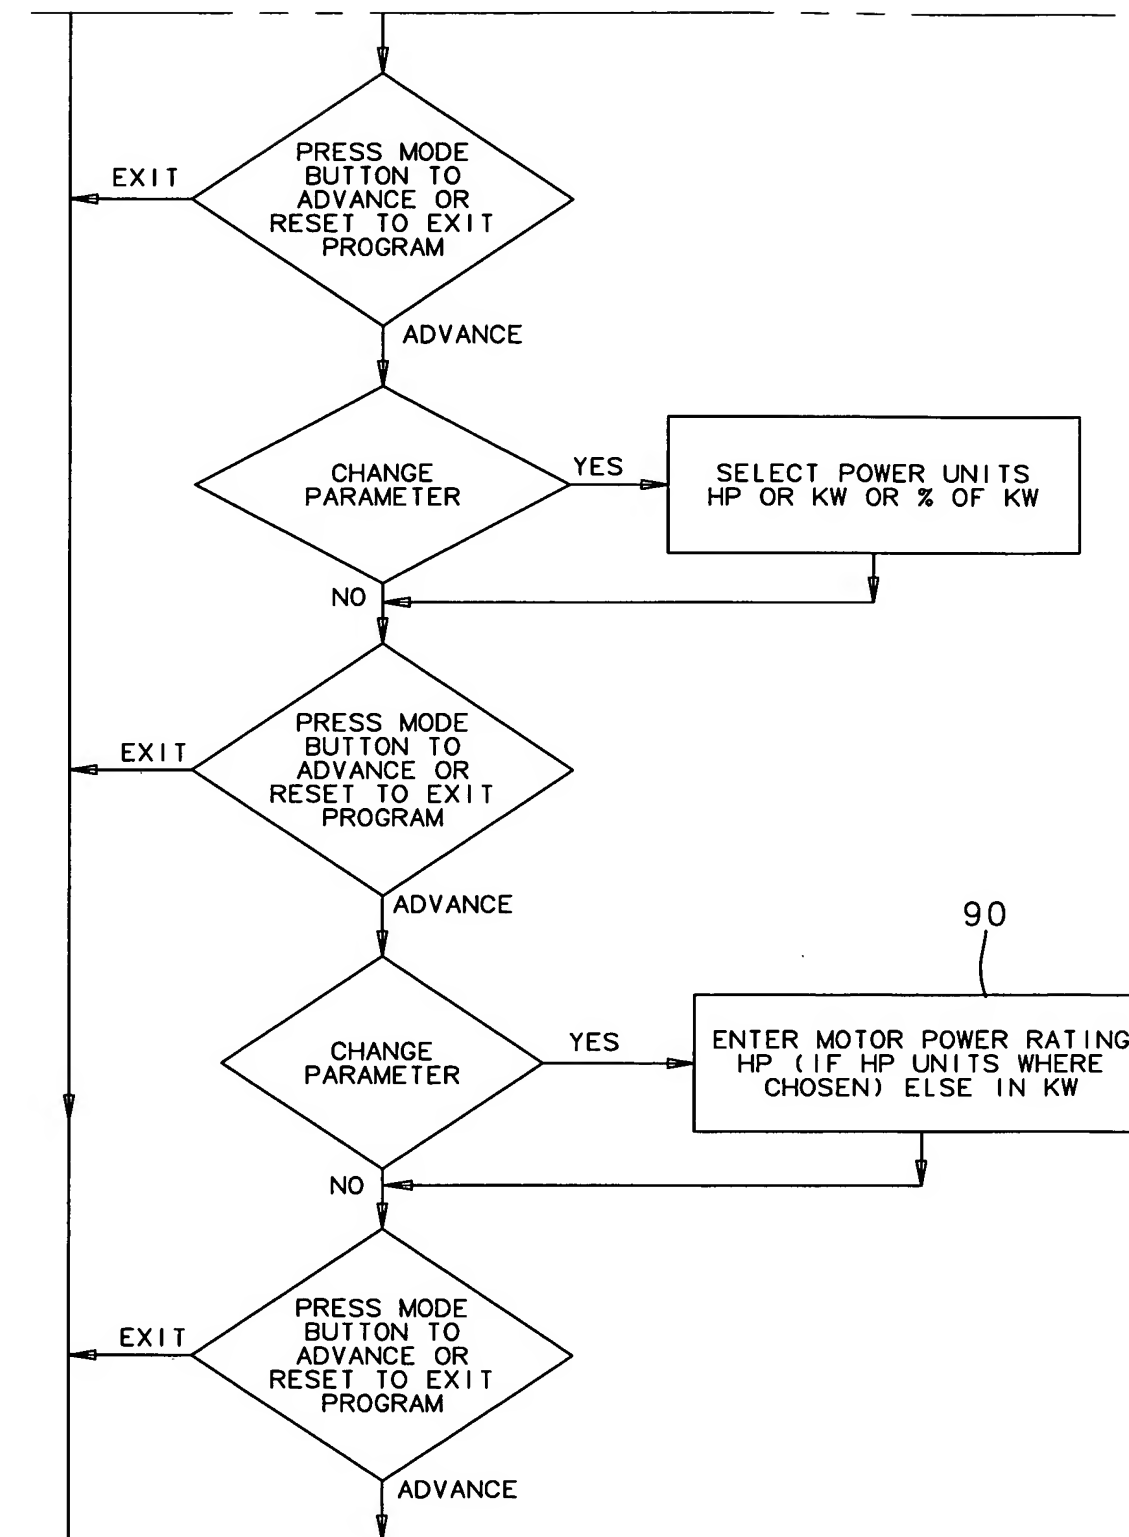 PRESS MODE
BUTTON TO
ADVANCE OR
RESET TO EXIT
PROGRAM
EXIT
ADVANCE
CHANGE
PARAMETER
YES
SELECT POWER UNITS
HP OR KW OR % OF KW
NO
PRESS MODE
BUTTON TO
ADVANCE OR
RESET TO EXIT
PROGRAM
EXIT
ADVANCE
90
CHANGE
PARAMETER
YES
ENTER MOTOR POWER RATING
HP (IF HP UNITS WHERE
CHOSEN) ELSE IN KW
NO
PRESS MODE
BUTTON TO
ADVANCE OR
RESET TO EXIT
PROGRAM
EXIT
ADVANCE